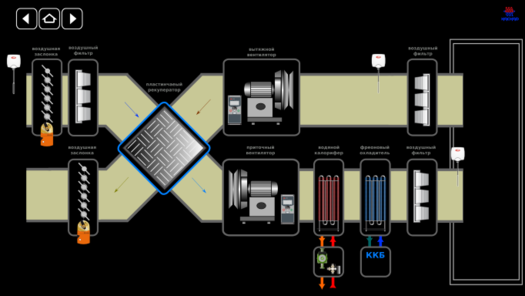 воздушная
заслонка
воздушный
фильтр
пластинчатый
рекуператор
вытяжной
вентилятор
воздушный
фильтр
воздушная
заслонка
приточный
вентилятор
водяной
калорифер
фреоновый
охладитель
воздушный
фильтр
ККБ